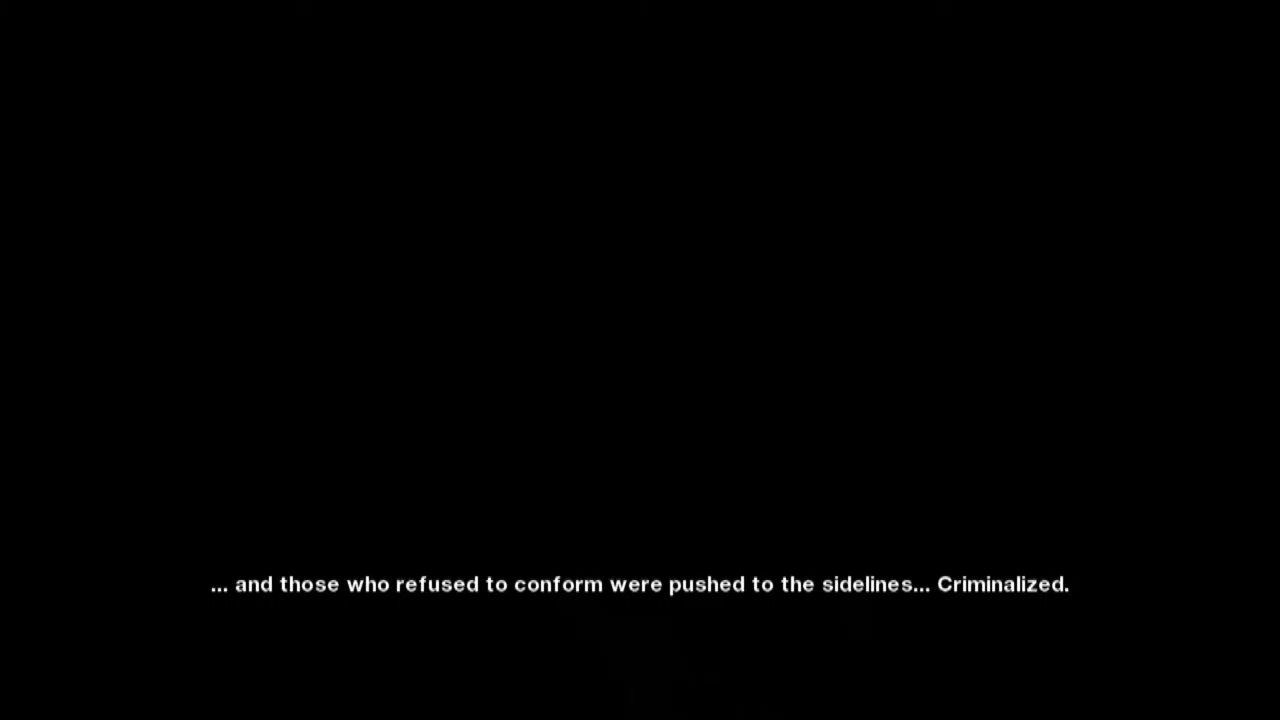 ... and those who refused to conform were pushed to the sidelines... Criminalized.